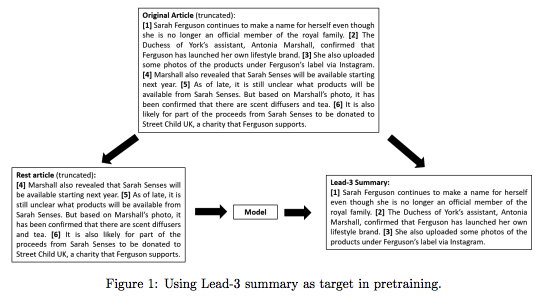 Original Article (truncated):
[1] Sarah Ferguson continues to make a name for herself even though
she is no longer an official member of the royal family. [2] The
Duchess of York's assistant, Antonia Marshall, confirmed that
Ferguson has launched her own lifestyle brand. [3] She also uploaded
some photos of the products under Ferguson's label via Instagram.
[4] Marshall also revealed that Sarah Senses will be available starting
next year. [5] As of late, it is still unclear what products will be
available from Sarah Senses. But based on Marshall's photo, it has
been confirmed that there are scent diffusers and tea. [6] It is also
likely for part of the proceeds from Sarah Senses to be donated to
Street Child UK, a charity that Ferguson supports.
Rest article (truncated):
[4] Marshall also revealed that Sarah Senses will
be available starting next year. [5] As of late, it is
still unclear what products will be available from
Sarah Senses. But based on Marshall's photo, it
has been confirmed that there are scent diffusers
and tea. [6] It is also likely for part of the
proceeds from Sarah Senses to be donated to
Street Child UK, a charity that Ferguson supports.
Model
Lead-3 Summary:
[1] Sarah Ferguson continues to make a name for herself
even though she is no longer an official member of the
royal family. [2] The Duchess of York's assistant, Antonia
Marshall, confirmed that Ferguson has launched her own
lifestyle brand. [3] She also uploaded some photos of the
products under Ferguson's label via Instagram.
Figure 1: Using Lead-3 summary as target in pretraining.